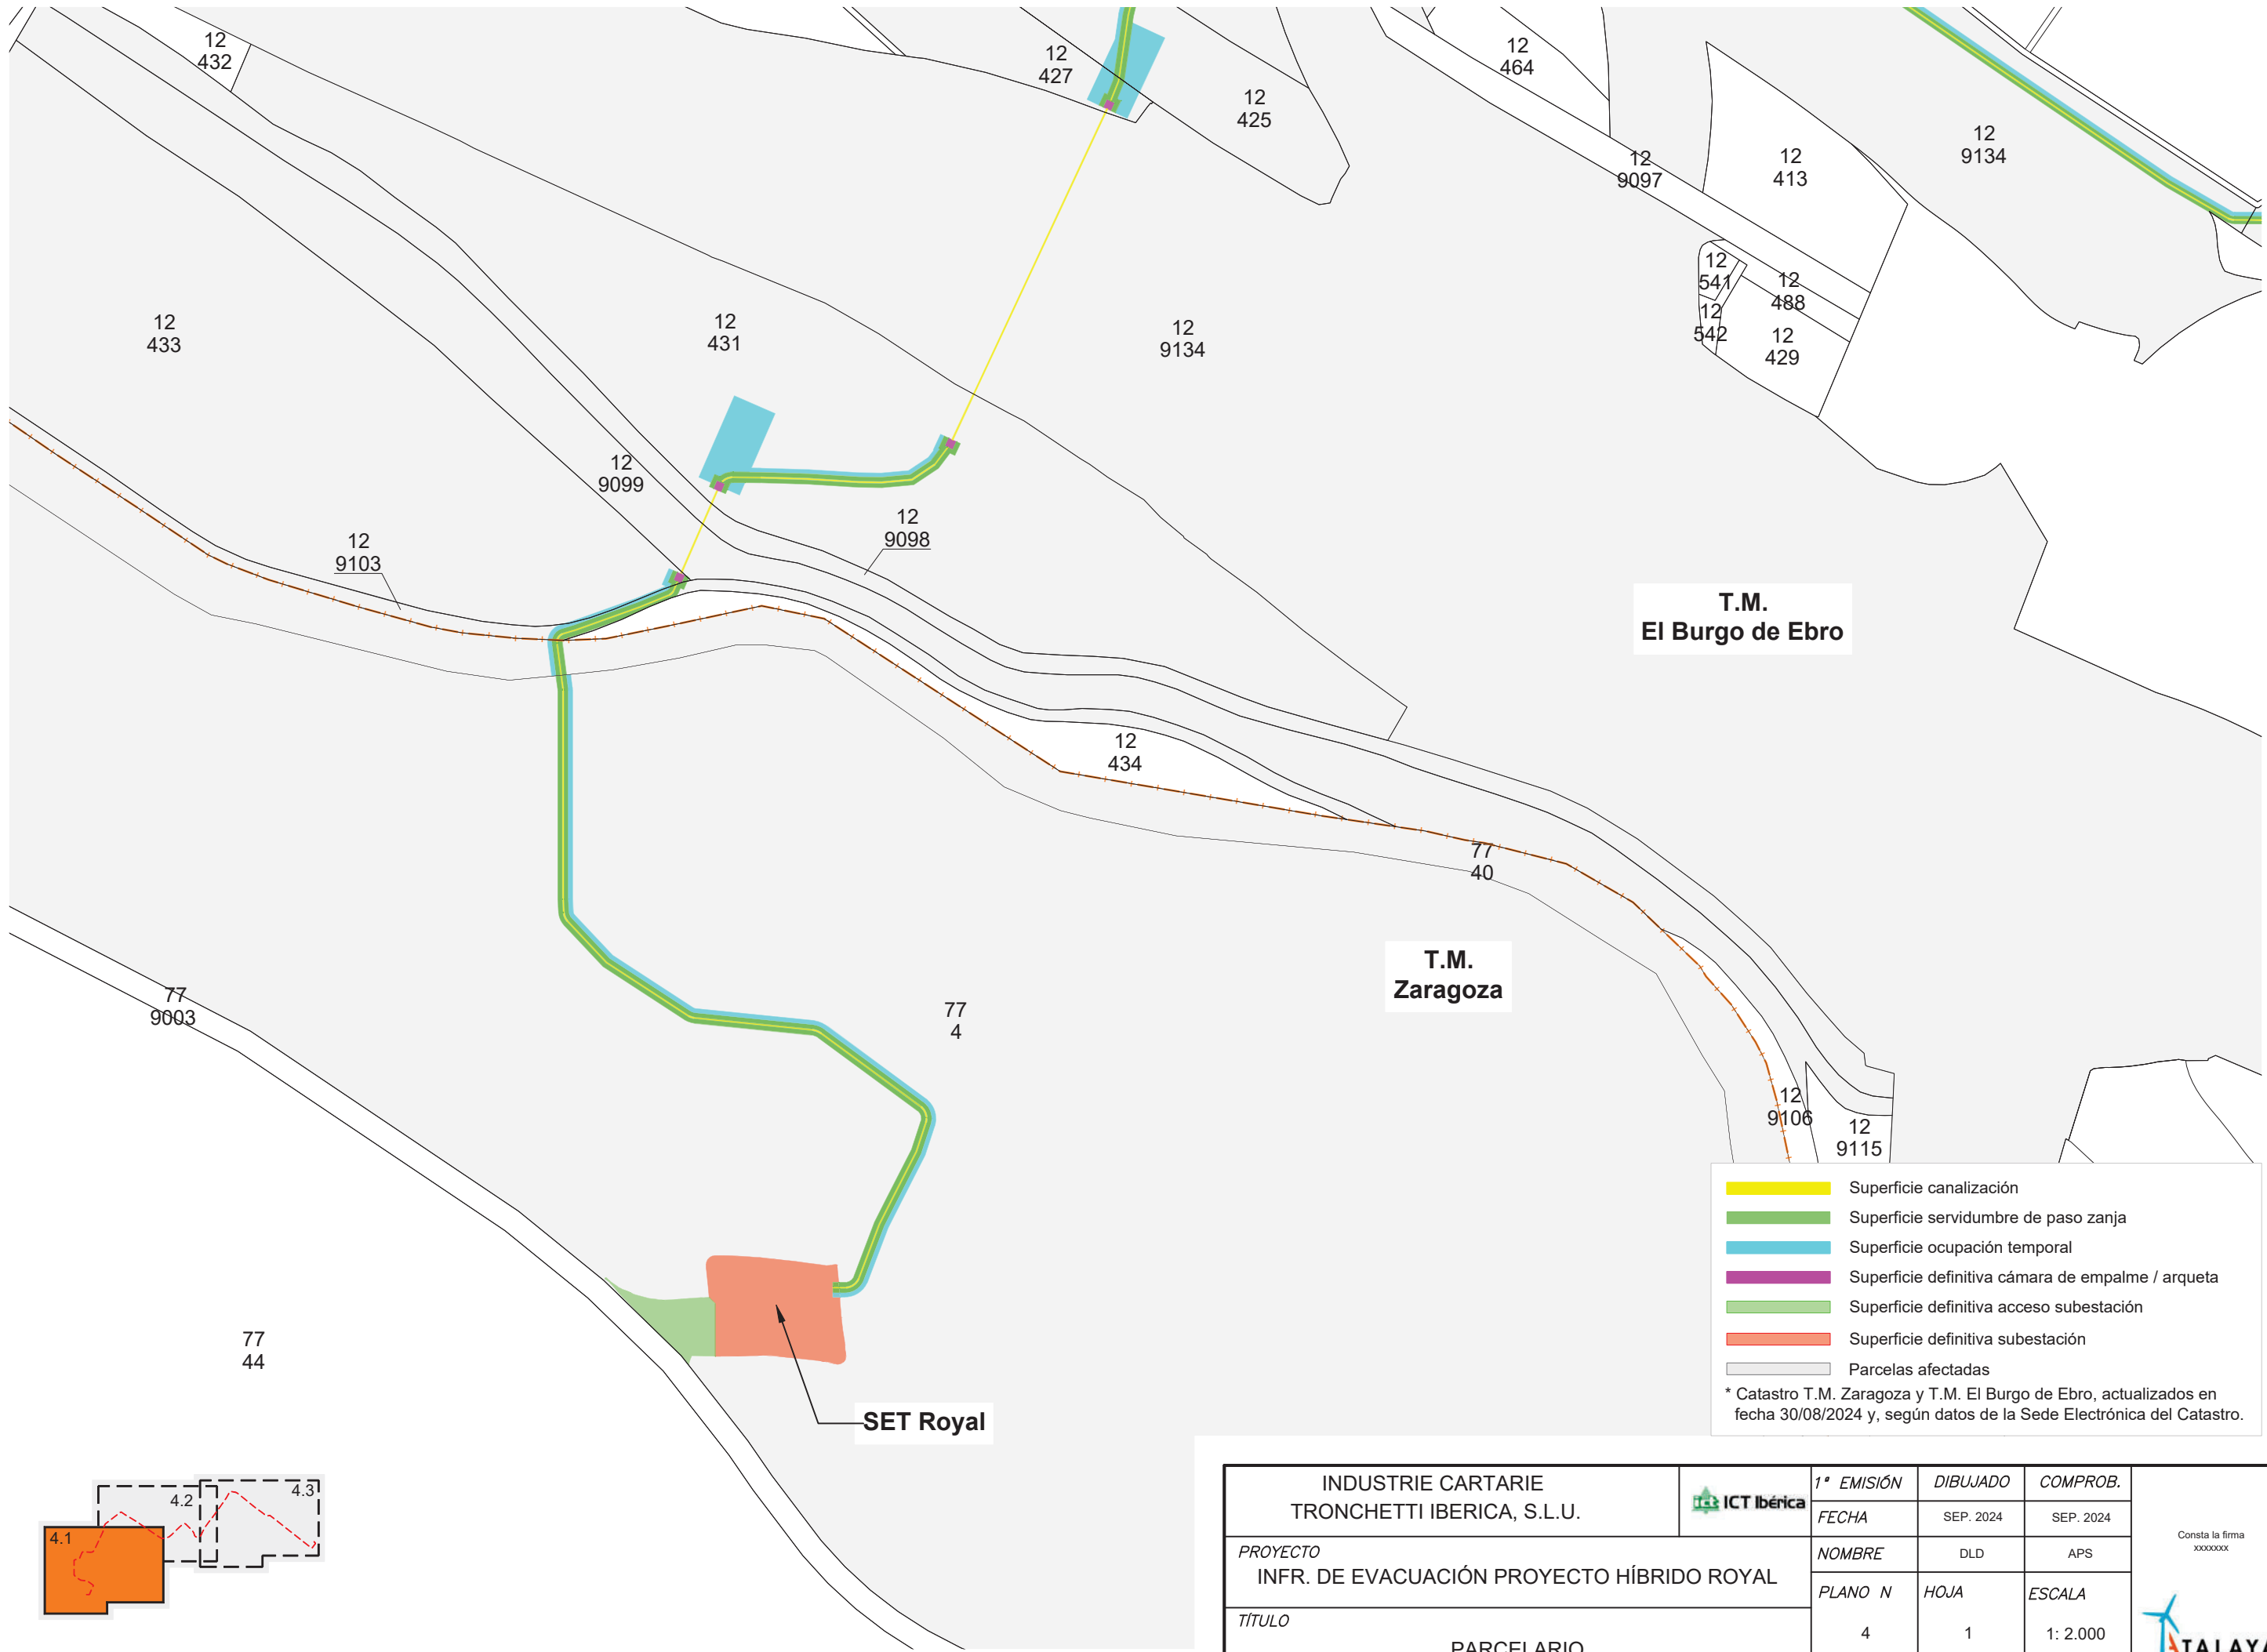 12
432
12
427
12
425
12
464
12
9097
12
413
12
9134
12
541
12
488
12
542
12
429
12
433
12
431
12
9134
12
9099
12
9098
12
9103
T.M.
El Burgo de Ebro
12
434
77
40
T.M.
Zaragoza
77
9003
77
4
12
9106
12
9115
77
44
SET Royal
Superficie canalización
Superficie servidumbre de paso zanja
Superficie ocupación temporal
Superficie definitiva cámara de empalme / arqueta
Superficie definitiva acceso subestación
Superficie definitiva subestación
Parcelas afectadas
* Catastro T.M. Zaragoza y T.M. El Burgo de Ebro, actualizados en
fecha 30/08/2024 y, según datos de la Sede Electrónica del Catastro.
4.1
4.2
4.3
INDUSTRIE CARTARIE
TRONCHETTI IBERICA, S.L.U.
ict ICT Ibérica
1ª EMISIÓN DIBUJADO COMPROB.
FECHA SEP. 2024 SEP. 2024
NOMBRE DLD APS
PROYECTO
INFR. DE EVACUACIÓN PROYECTO HÍBRIDO ROYAL
PLANO N HOJA ESCALA
4 1 1: 2.000
TÍTULO
PARCELARIO
Consta la firma
xxxxxxx
ATALAYA